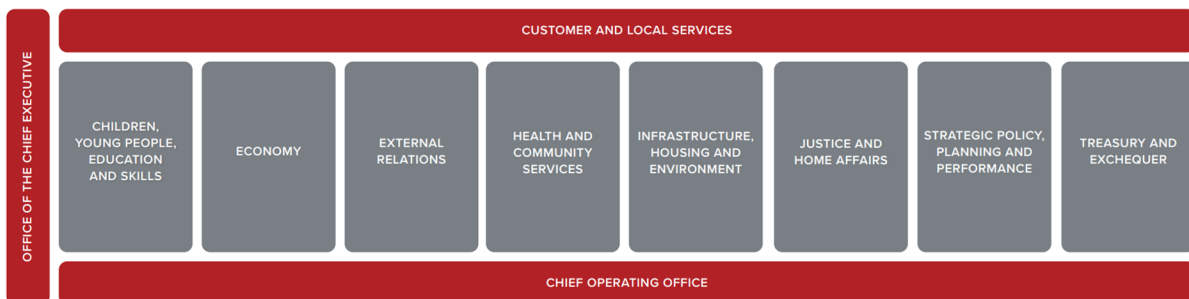 OFFICE OF THE CHIEF EXECUTIVE
CUSTOMER AND LOCAL SERVICES
CHILDREN,
YOUNG PEOPLE,
EDUCATION
AND SKILLS
ECONOMY
EXTERNAL
RELATIONS
HEALTH AND
COMMUNITY
SERVICES
INFRASTRUCTURE,
HOUSING AND
ENVIRONMENT
JUSTICE AND
HOME AFFAIRS
STRATEGIC POLICY,
PLANNING AND
PERFORMANCE
TREASURY AND
EXCHEQUER
CHIEF OPERATING OFFICE